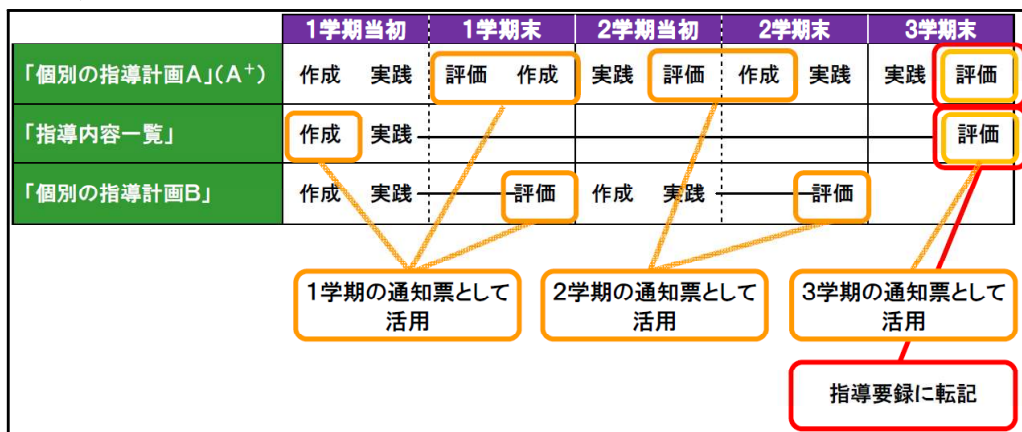 1学期当初 1学期末 2学期当初 2学期末 3学期末
「個別の指導計画A」(A⁺) 作成 実践 評価 作成 実践 評価 作成 実践 実践 評価
「指導内容一覧」 作成 実践 評価
「個別の指導計画B」 作成 実践 評価 作成 実践 評価
1学期の通知票として
活用
2学期の通知票として
活用
3学期の通知票として
活用
指導要録に転記